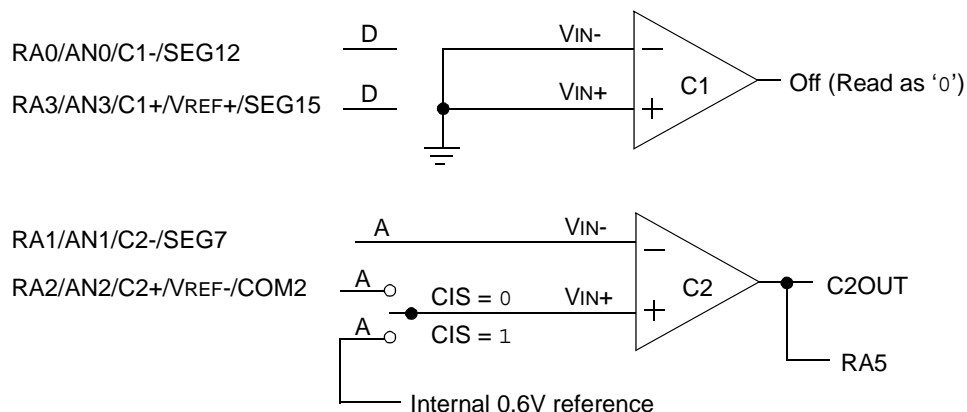 RA0/AN0/C1-/SEG12 D VIN- –
RA3/AN3/C1+/VREF+/SEG15 D VIN+ + C1 Off (Read as ‘0’)
RA1/AN1/C2-/SEG7 A VIN- –
RA2/AN2/C2+/VREF-/COM2 A
CIS = 0 VIN+ + C2 C2OUT
A CIS = 1
RA5
Internal 0.6V reference